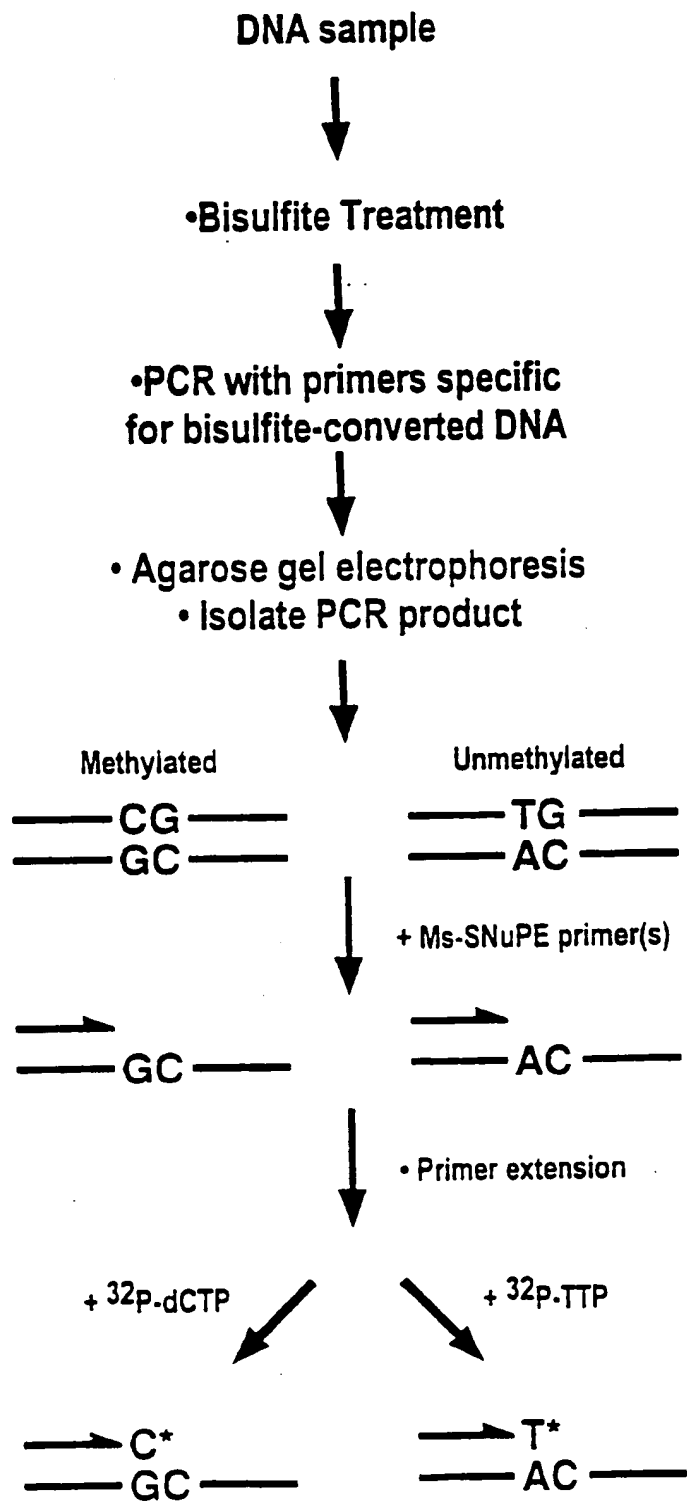 DNA sample
•Bisulfite Treatment
•PCR with primers specific
for bisulfite-converted DNA
• Agarose gel electrophoresis
• Isolate PCR product
Methylated
Unmethylated
CG
TG
GC
AC
+ Ms-SNuPE primer(s)
GC
AC
• Primer extension
+ 32P-dCTP
+ 32P-TTP
C*
T*
GC
AC